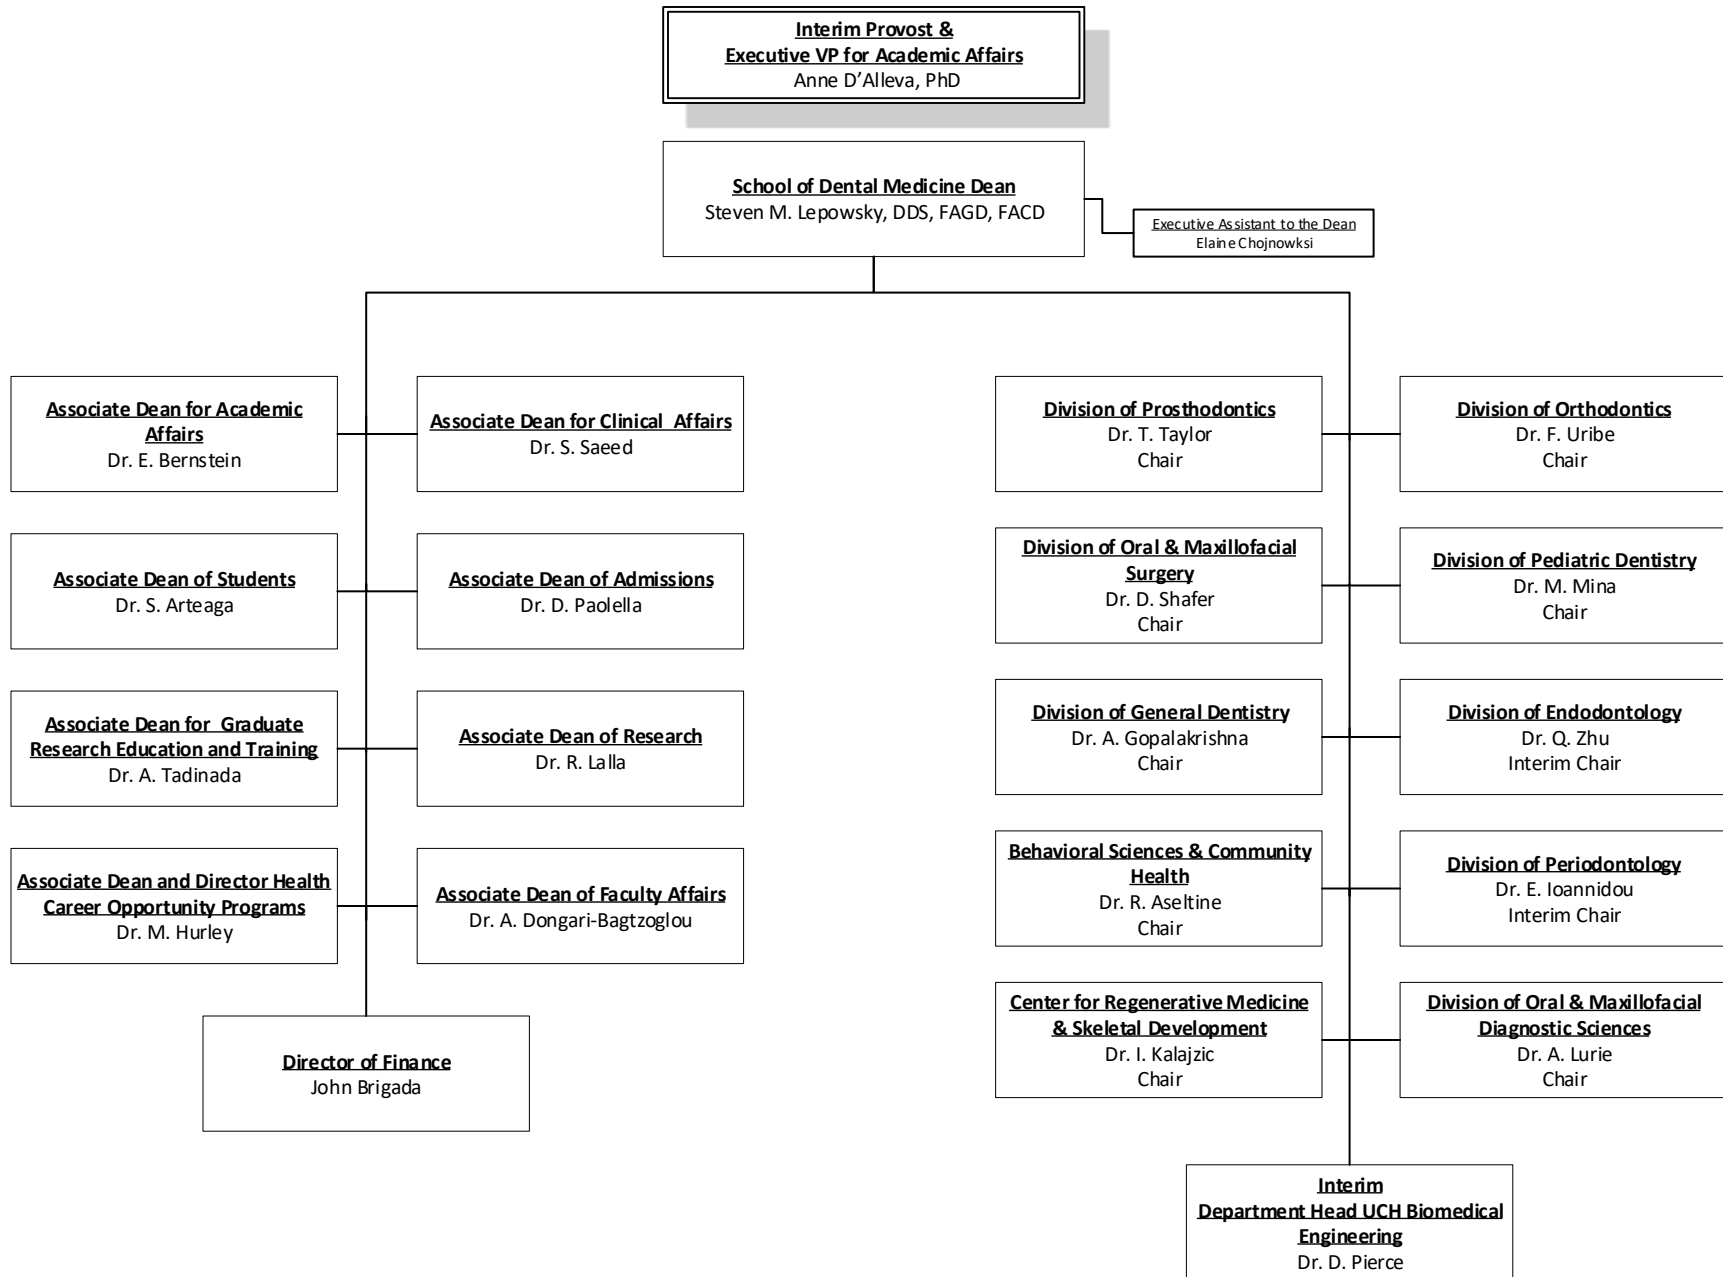 Interim Provost &
Executive VP for Academic Affairs
Anne D'Alleva, PhD
School of Dental Medicine Dean
Steven M. Lepowsky, DDS, FAGD, FACD
Executive Assistant to the Dean
Elaine Chojnowksi
Associate Dean for Academic
Affairs
Dr. E. Bernstein
Associate Dean for Clinical Affairs
Dr. S. Saeed
Division of Prosthodontics
Dr. T. Taylor
Chair
Division of Orthodontics
Dr. F. Uribe
Chair
Associate Dean of Students
Dr. S. Arteaga
Associate Dean of Admissions
Dr. D. Paolella
Division of Oral & Maxillofacial
Surgery
Dr. D. Shafer
Chair
Division of Pediatric Dentistry
Dr. M. Mina
Chair
Associate Dean for Graduate
Research Education and Training
Dr. A. Tadinada
Associate Dean of Research
Dr. R. Lalla
Division of General Dentistry
Dr. A. Gopalakrishna
Chair
Division of Endodontology
Dr. Q. Zhu
Interim Chair
Associate Dean and Director Health
Career Opportunity Programs
Dr. M. Hurley
Associate Dean of Faculty Affairs
Dr. A. Dongari-Bagtzoglou
Behavioral Sciences & Community
Health
Dr. R. Aseltine
Chair
Division of Periodontology
Dr. E. Ioannidou
Interim Chair
Director of Finance
John Brigada
Center for Regenerative Medicine
& Skeletal Development
Dr. I. Kalajzic
Chair
Division of Oral & Maxillofacial
Diagnostic Sciences
Dr. A. Lurie
Chair
Interim
Department Head UCH Biomedical
Engineering
Dr. D. Pierce